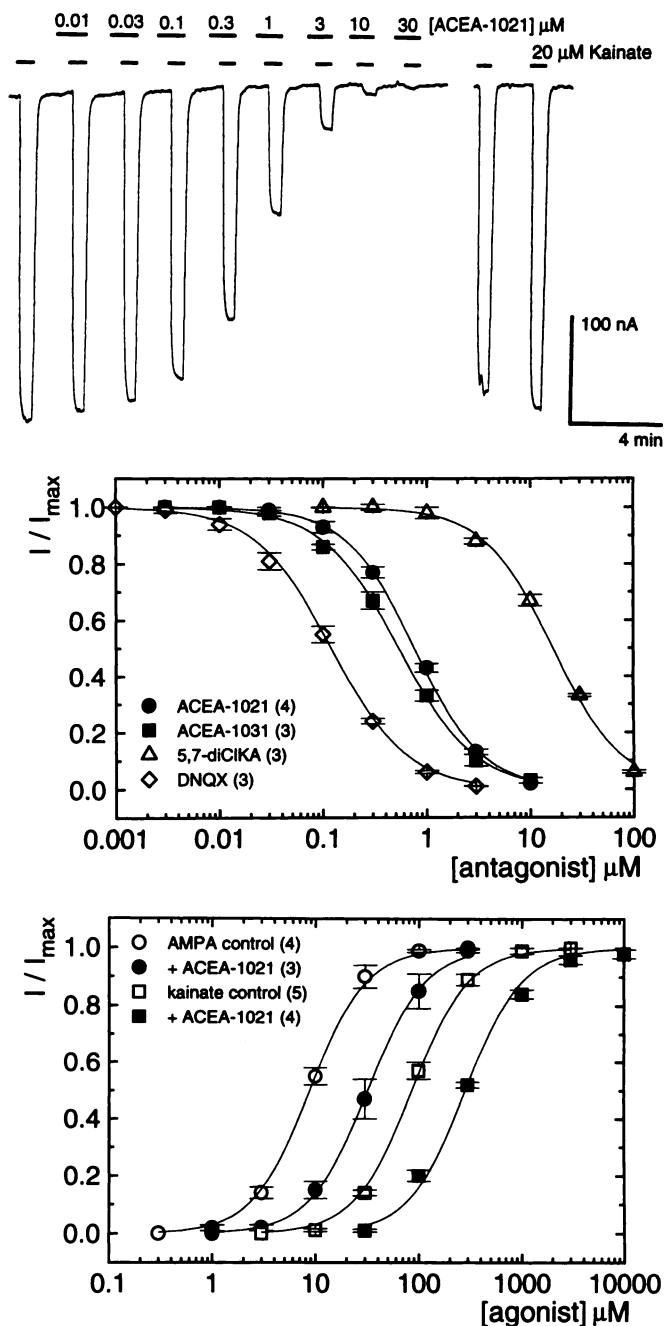 0.01 0.03 0.1 0.3 1 3 10 30 [ACEA-1021] μM
20 μM Kainate
100 nA
4 min
I / Imax
1.0
0.8
0.6
0.4
0.2
0.0
ACEA-1021 (4)
ACEA-1031 (3)
5,7-diClKA (3)
DNQX (3)
0.001 0.01 0.1 1 10 100
[antagonist] μM
I / Imax
1.0
0.8
0.6
0.4
0.2
0.0
AMPA control (4)
+ ACEA-1021 (3)
kainate control (5)
+ ACEA-1021 (4)
0.1 1 10 100 1000 10000
[agonist] μM